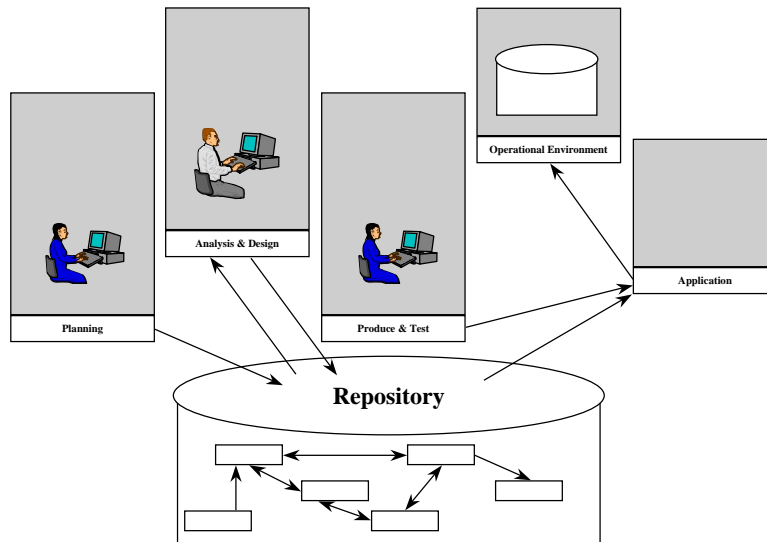 Operational Environment
Analysis & Design
Application
Planning
Produce & Test
Repository